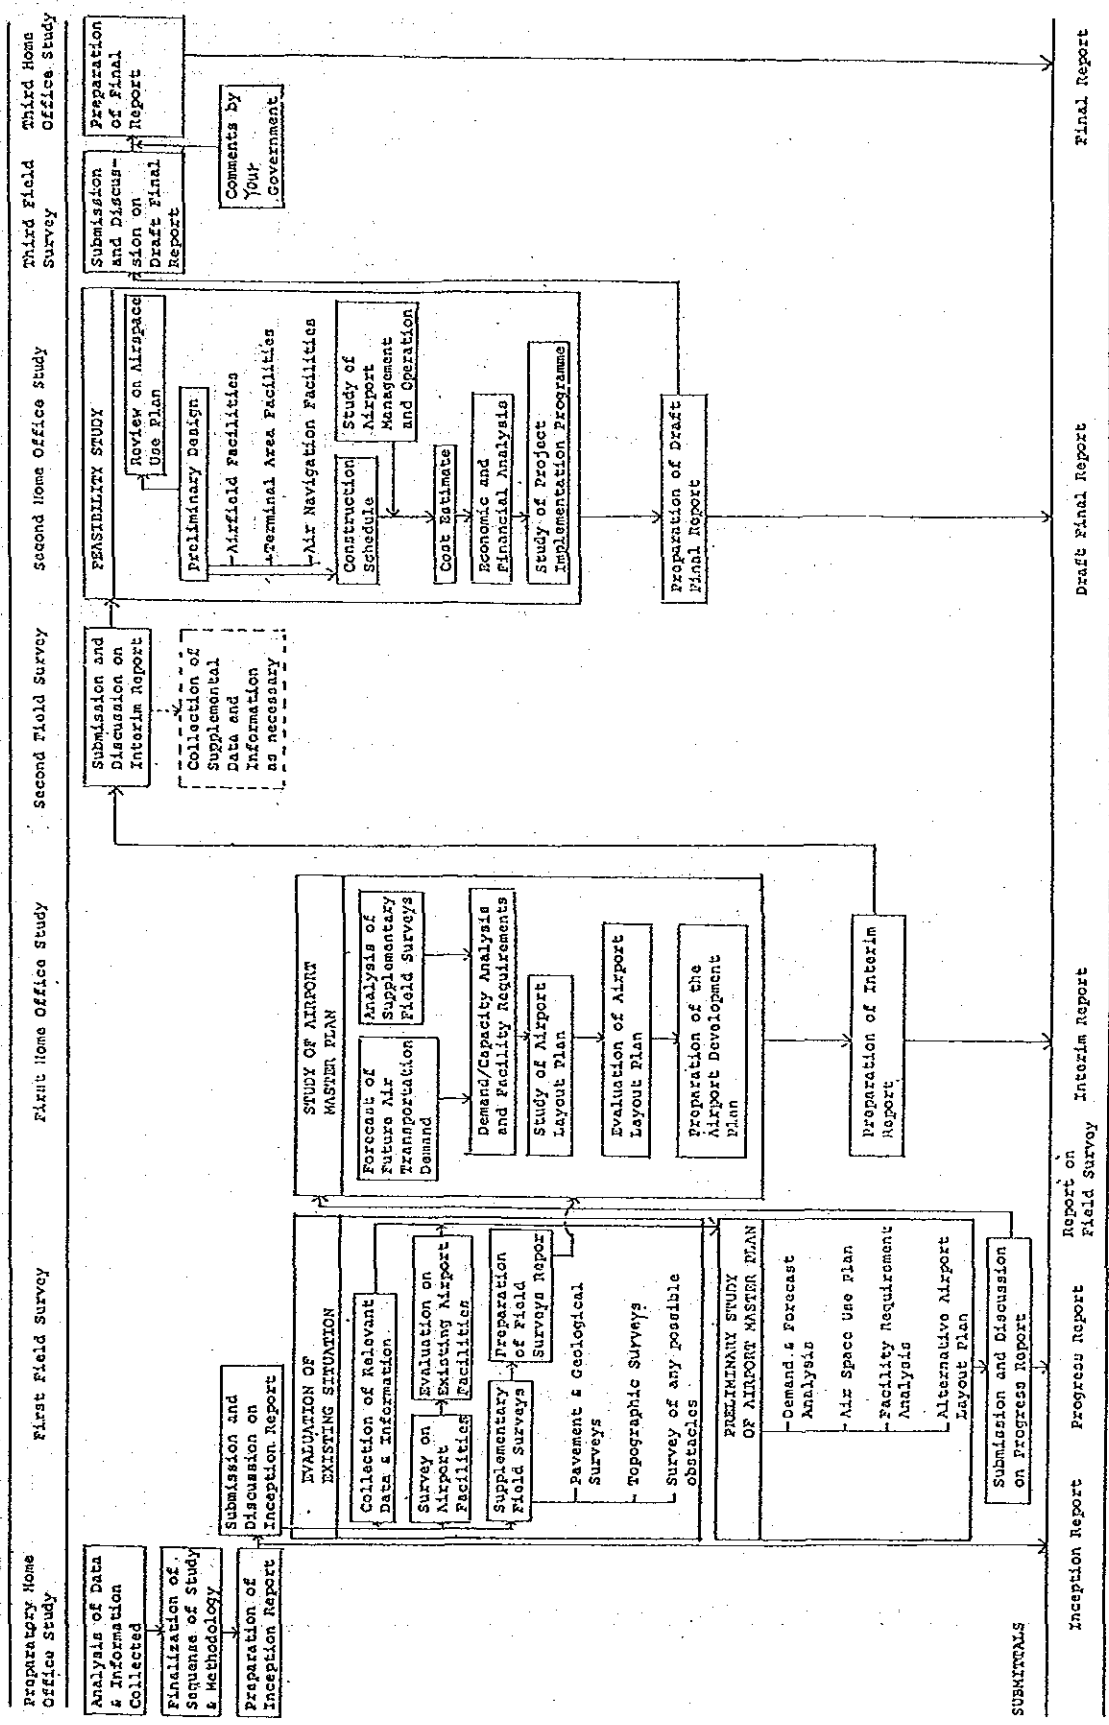 Preparatory Home
Office Study
First Field Survey
First Home Office Study
Second Field Survey
Second Home Office Study
Third Field
Survey
Third Home
Office Study
Analysis of Data
& Information
Collected
Finalization of
Sequense of Study
& Methodology
Preparation of
Inception Report
Submission and
Discussion on
Inception Report
EVALUATION OF
EXISTING SITUATION
Collection of Relevant
Data & Information
Survey on
Airport
Facilities
Evaluation on
Existing Airport
Facilities
Supplementary
Field Surveys
Preparation
of Field
Surveys Repor
Pavement & Geological
Surveys
Topographic Surveys
Survey of any possible
obstacles
PRELIMINARY STUDY
OF AIRPORT MASTER PLAN
Demand & Forecast
Analysis
Air Space Use Plan
Facility Requirement
Analysis
Alternative Airport
Layout Plan
Submission and Discussion
on Progress Report
STUDY OF AIRPORT
MASTER PLAN
Forecast of
Future Air
Transportation
Demand
Analysis of
Supplementary
Field Surveys
Demand/Capacity Analysis
and Facility Requirements
Study of Airport
Layout Plan
Evaluation of Airport
Layout Plan
Preparation of the
Airport Development
Plan
Preparation of Interim
Report
Submission and
Discussion on
Interim Report
Collection of
Supplemental
Data and
Information
as necessary
FEASIBILITY STUDY
Review on Airspace
Use Plan
Preliminary Design
Airfield Facilities
Terminal Area Facilities
Air Navigation Facilities
Construction
Schedule
Study of
Airport
Management
and Operation
Cost Estimate
Economic and
Financial Analysis
Study of Project
Implementation Programme
Preparation of Draft
Final Report
Submission
and Discus-
sion on
Draft Final
Report
Comments by
Your
Government
Preparation
of Final
Report
SUBMITTALS
Inception Report
Progress Report
Report on
Field Survey
Interim Report
Draft Final Report
Final Report